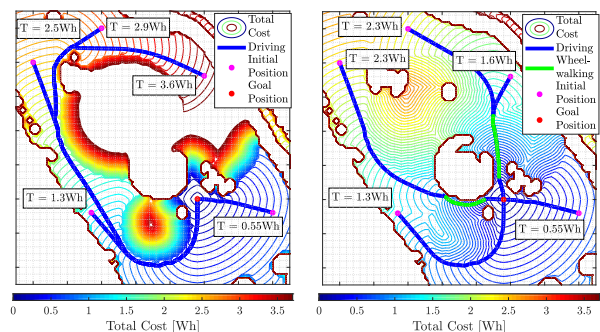 T = 2.5Wh
T = 2.9Wh
T = 3.6Wh
T = 1.3Wh
T = 0.55Wh
Total
Cost
Driving
Initial
Position
Goal
Position
0 0.5 1 1.5 2 2.5 3 3.5
Total Cost [Wh]
T = 2.3Wh
T = 2.3Wh
T = 1.6Wh
T = 1.3Wh
T = 0.55Wh
Total
Cost
Driving
Wheel-
walking
Initial
Position
Goal
Position
0 0.5 1 1.5 2 2.5 3 3.5
Total Cost [Wh]